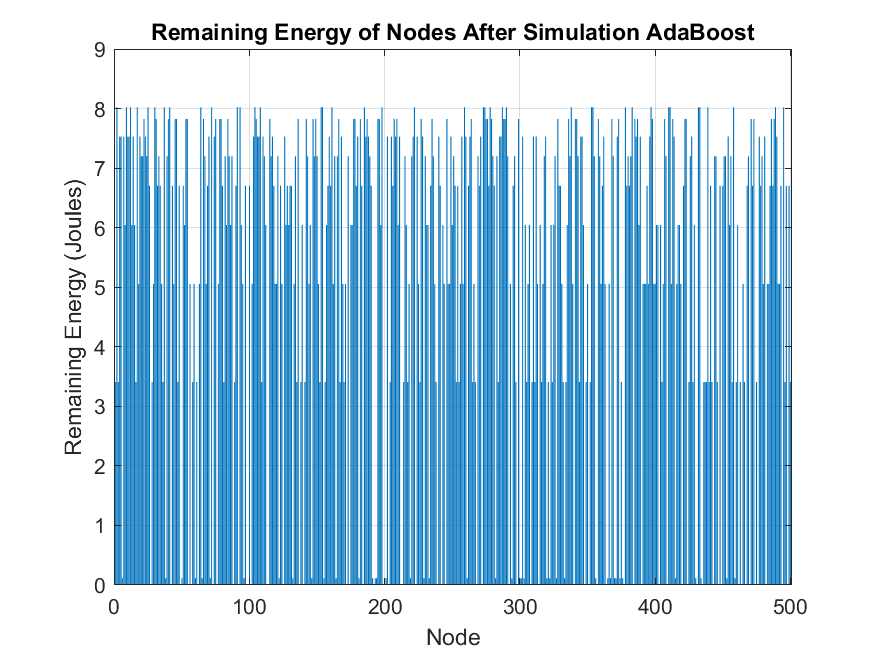 Remaining Energy of Nodes After Simulation AdaBoost
9
8
7
6
5
4
3
2
1
0
Remaining Energy (Joules)
0 100 200 300 400 500
Node